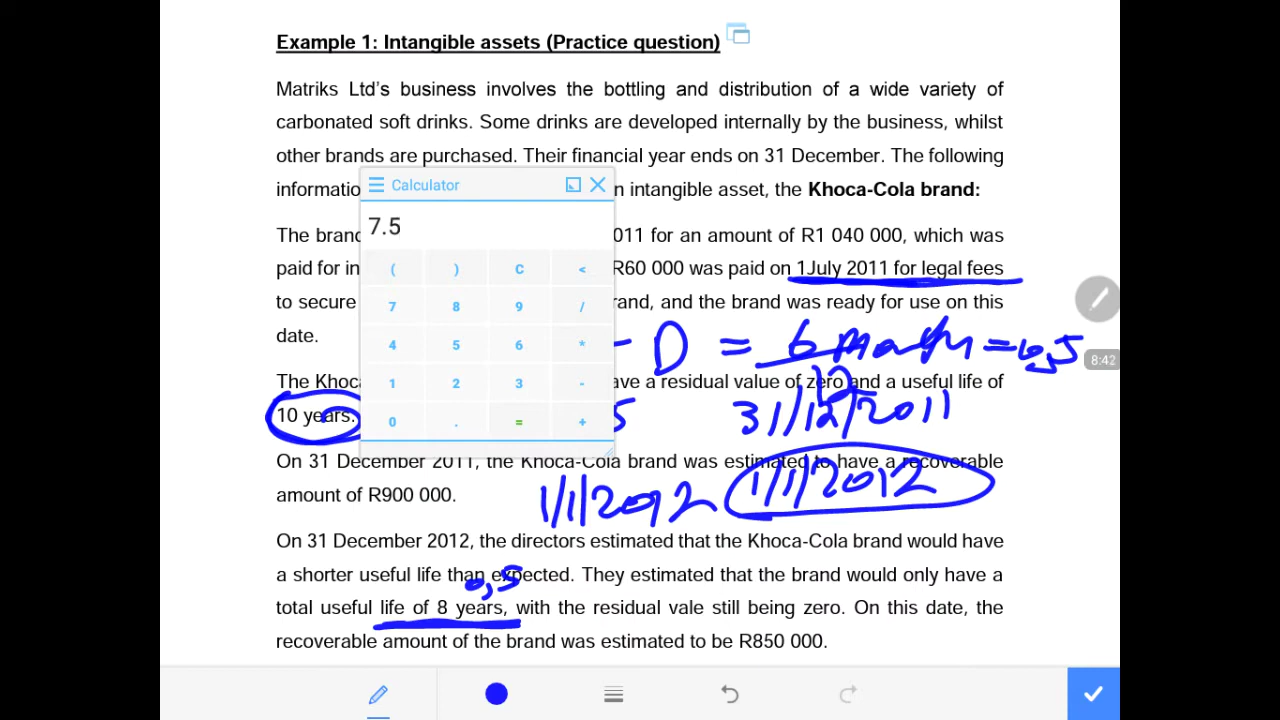 Example 1: Intangible assets (Practice question)
Matriks Ltd's business involves the bottling and distribution of a wide variety of
carbonated soft drinks. Some drinks are developed internally by the business, whilst
other brands are purchased. Their financial year ends on 31 December. The following
n intangible asset, the Khoca-Cola brand:
Calculator
7.5
( ) C <
7 8 9 /
4 5 6 *
1 2 3 -
0 . = +
The 011 for an amount of R1 040 000, which was
paid for R60 000 was paid on 1July 2011 for legal fees
to secure and the brand was ready for use on this
date.
- D = 6 months = 0,5
12
The a residual value of zero and a useful life of
10 years.
5 31/12/2011
On 31 December 2011, the Khoca-Cola brand was estimated to have a recoverable
amount of R900 000.
1/1/2012 1/1/2012
On 31 December 2012, the directors estimated that the Khoca-Cola brand would have
a shorter useful life than expected. They estimated that the brand would only have a
0,5
total useful life of 8 years, with the residual vale still being zero. On this date, the
recoverable amount of the brand was estimated to be R850 000.
8:42